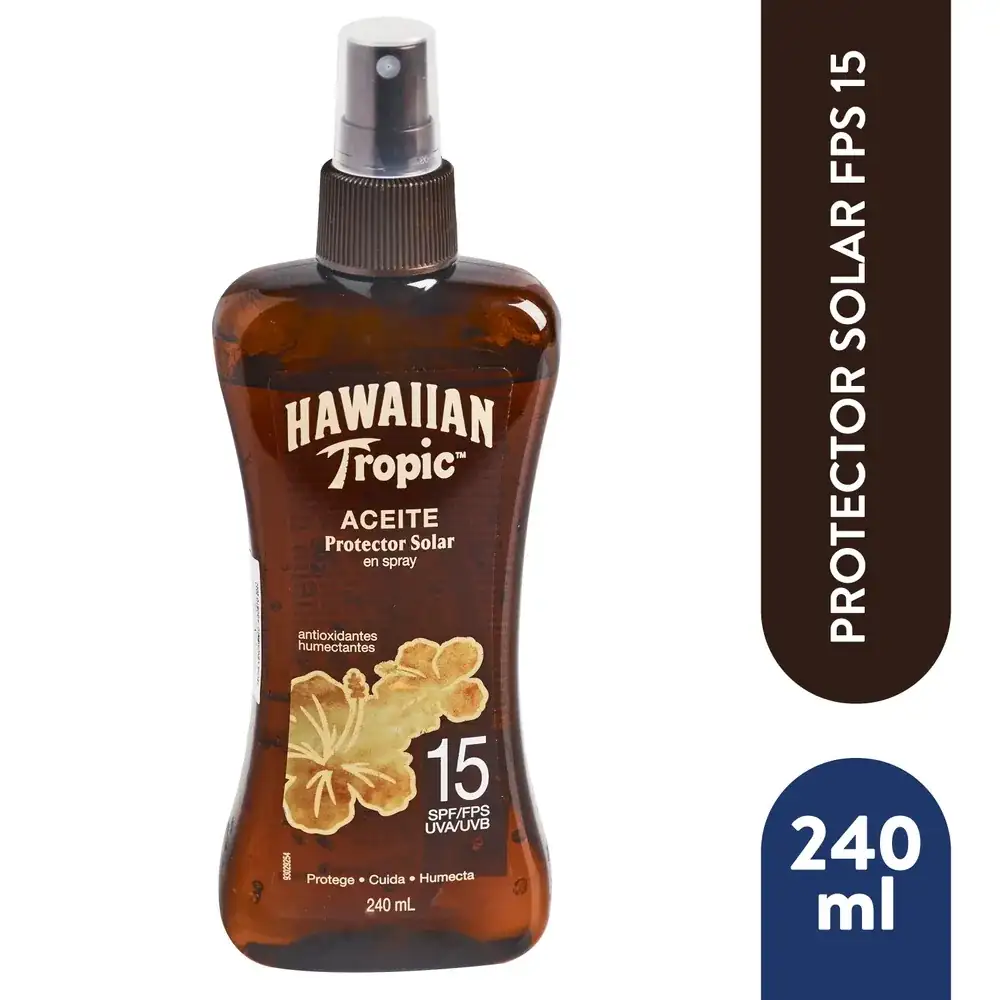 HAWAIIAN
Tropic™
ACEITE
Protector Solar
en spray
antioxidantes
humectantes
15
SPF/FPS
UVA/UVB
93029254
Protege • Cuida • Humecta
240 mL
PROTECTOR SOLAR FPS 15
240
ml